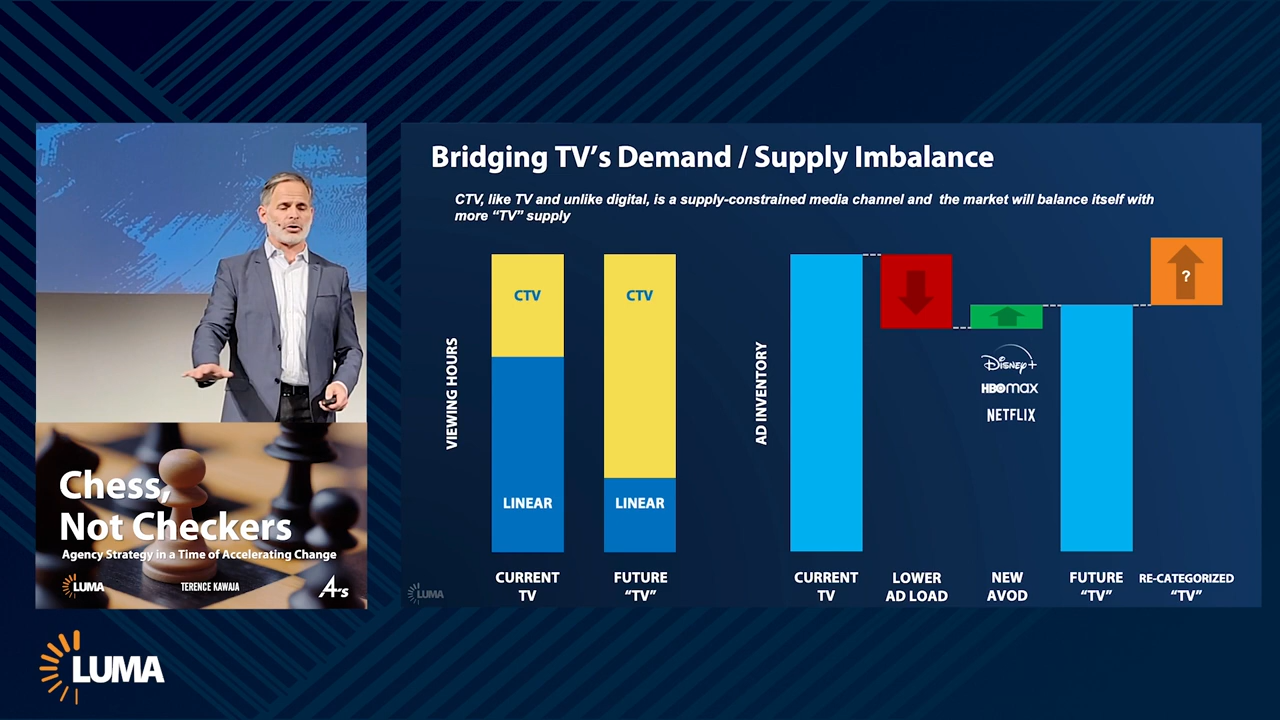 Bridging TV's Demand / Supply Imbalance
CTV, like TV and unlike digital, is a supply-constrained media channel and the market will balance itself with
more "TV" supply
VIEWING HOURS
CTV
LINEAR
CURRENT
TV
CTV
LINEAR
FUTURE
"TV"
AD INVENTORY
CURRENT
TV
LOWER
AD LOAD
Disney+
HBOmax
NETFLIX
NEW
AVOD
FUTURE
"TV"
?
RE-CATEGORIZED
"TV"
LUMA
Chess,
Not Checkers
Agency Strategy in a Time of Accelerating Change
LUMA
TERENCE KAWAJA
4A's
LUMA